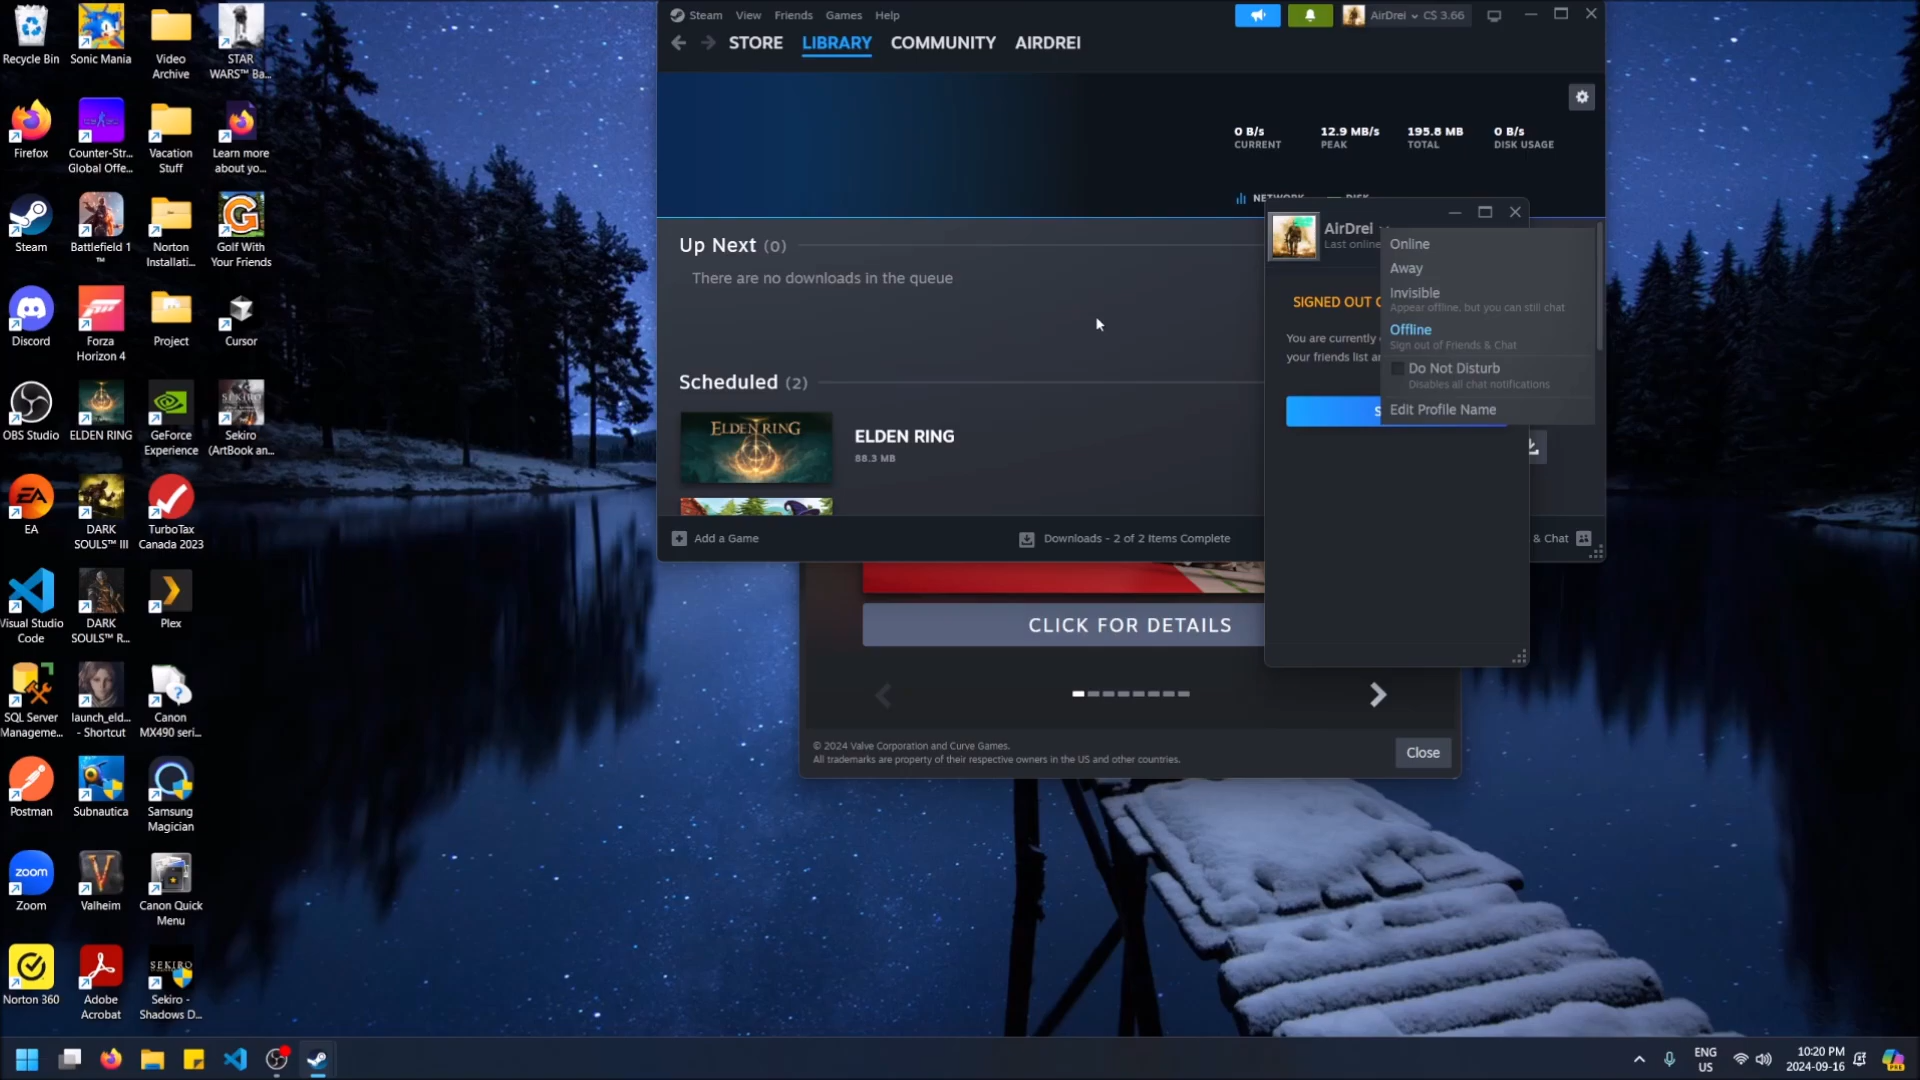 Recycle Bin
Sonic Mania
Video
Archive
STAR
WARS™ Ba...
Firefox
Counter-Str...
Global Offe...
Vacation
Stuff
Learn more
about yo...
Steam
Battlefield 1
™
Norton
Installati...
Golf With
Your Friends
Discord
Forza
Horizon 4
Project
Cursor
OBS Studio
ELDEN RING
GeForce
Experience
Sekiro
(ArtBook an...
EA
DARK
SOULS™ III
TurboTax
Canada 2023
Visual Studio
Code
DARK
SOULS™ R...
Plex
SQL Server
Manageme...
launch_eld...
- Shortcut
Canon
MX490 seri...
Postman
Subnautica
Samsung
Magician
Zoom
Valheim
Canon Quick
Menu
Norton 360
Adobe
Acrobat
Sekiro -
Shadows D...
Steam View Friends Games Help
AirDrei C$ 3.66
STORE LIBRARY COMMUNITY AIRDREI
0 B/s 12.9 MB/s 195.8 MB 0 B/s
CURRENT PEAK TOTAL DISK USAGE
NETWORK DISK
Up Next (0)
There are no downloads in the queue
Scheduled (2)
ELDEN RING
ELDEN RING
88.3 MB
Add a Game
Downloads - 2 of 2 Items Complete
& Chat
AirDrei
Last online
SIGNED OUT
You are currently
your friends list
S
Online
Away
Invisible
Appear offline, but you can still chat
Offline
Sign out of Friends & Chat
Do Not Disturb
Disables all chat notifications
Edit Profile Name
CLICK FOR DETAILS
© 2024 Valve Corporation and Curve Games.
All trademarks are property of their respective owners in the US and other countries.
Close
zoom
SEKIRO
ENG
US
10:20 PM
2024-09-16
PRE